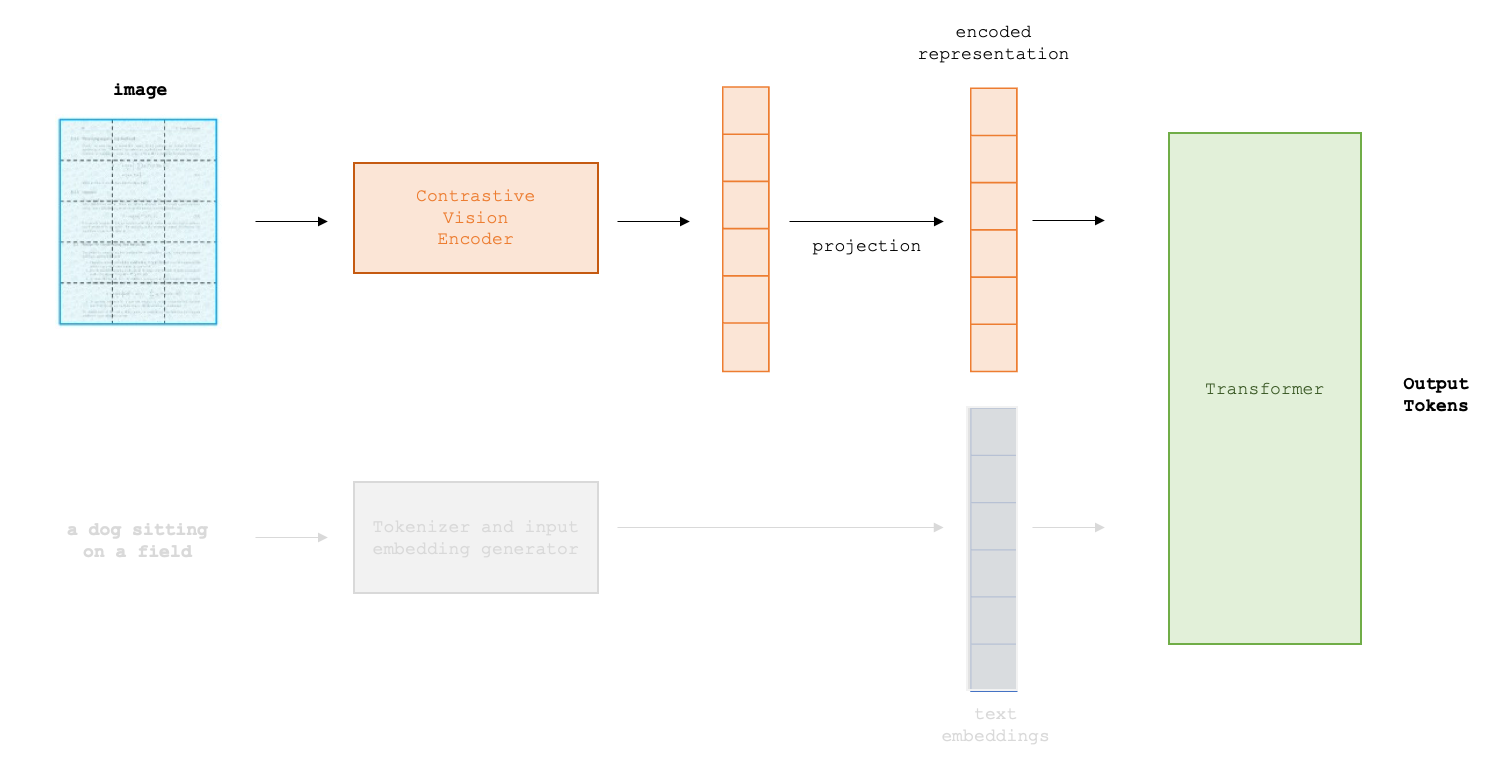 encoded
representation
image
Contrastive
Vision
Encoder
projection
Transformer
Output
Tokens
a dog sitting
on a field
Tokenizer and input
embedding generator
text
embeddings